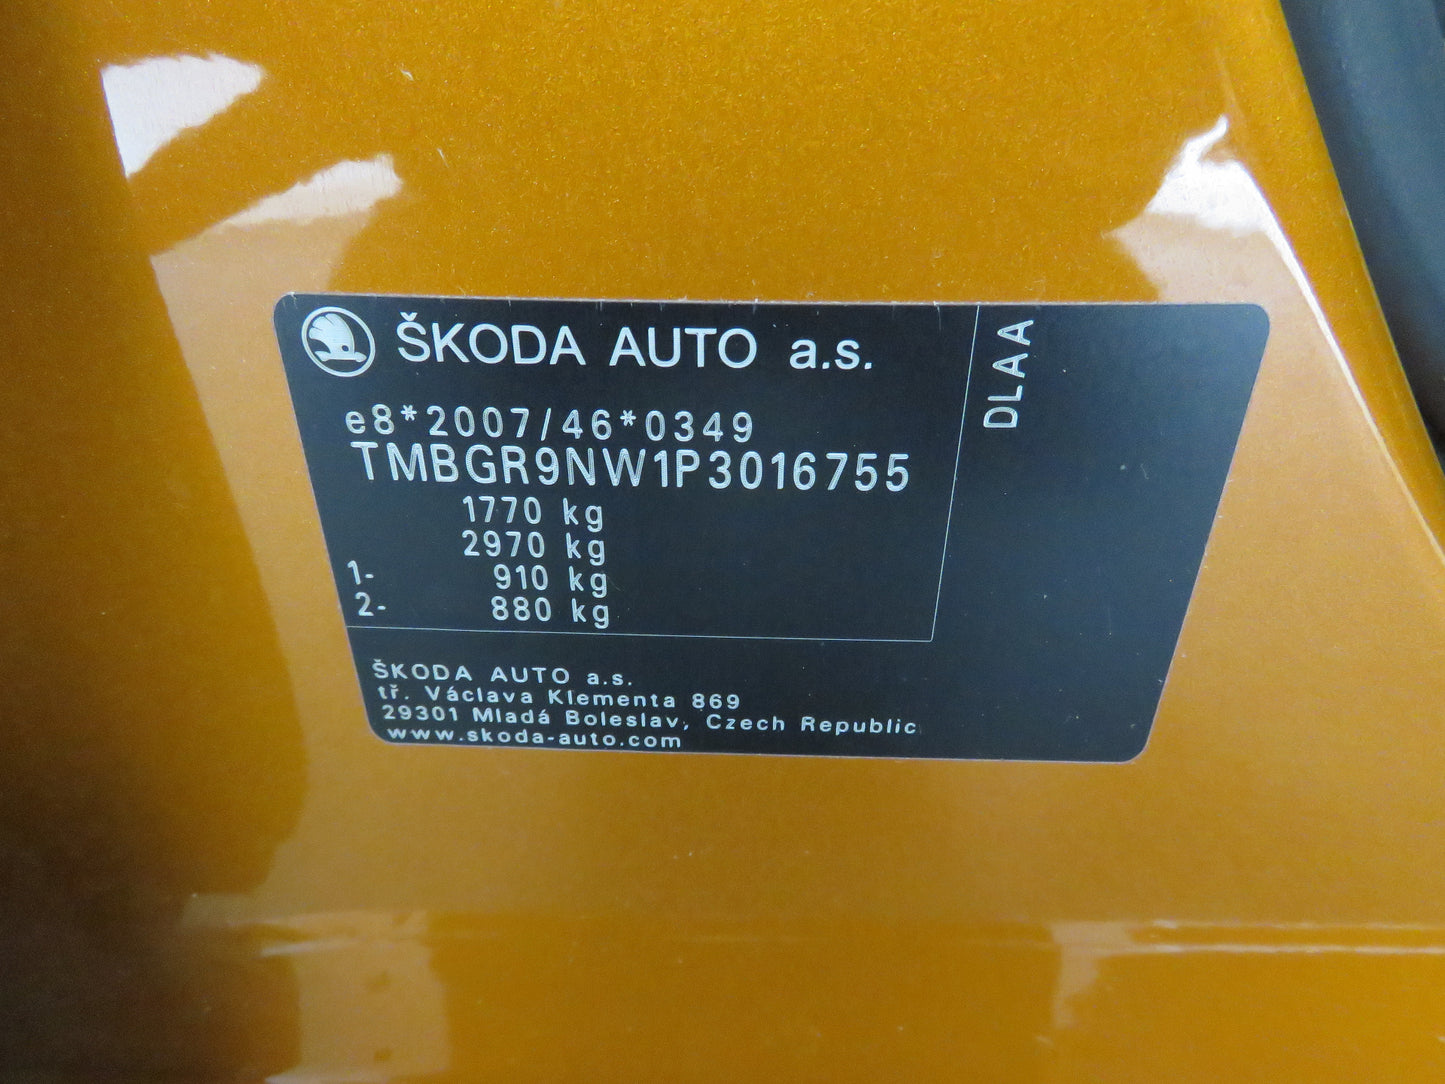 ŠKODA AUTO a.s.
e8*2007/46*0349
TMBGR9NW1P3016755
1770 kg
2970 kg
1- 910 kg
2- 880 kg
DLAA
ŠKODA AUTO a.s.
tř. Václava Klementa 869
29301 Mladá Boleslav, Czech Republic
www.skoda-auto.com